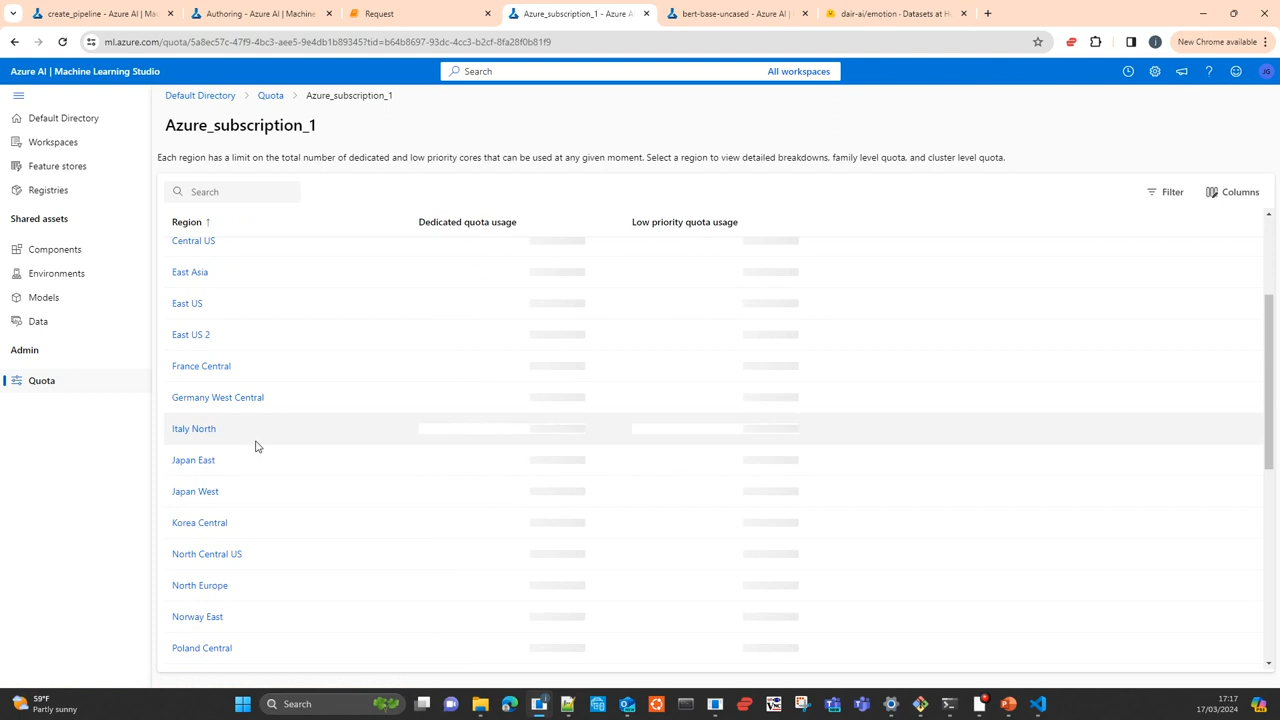 create_pipeline - Azure AI | Ma
Authoring - Azure AI | Machine
Request
Azure_subscription_1 - Azure A
bert-base-uncased - Azure AI |
dair-ai/emotion · Datasets at H
ml.azure.com/quota/5a8ec57c-47f9-4bc3-aee5-9e4db1b89345?tid=b64b8697-93dc-4cc3-b2cf-8fa28f0b81f9
New Chrome available
Azure AI | Machine Learning Studio
Search
All workspaces
JG
Default Directory
Quota
Azure_subscription_1
Default Directory
Workspaces
Feature stores
Registries
Shared assets
Components
Environments
Models
Data
Admin
Quota
Azure_subscription_1
Each region has a limit on the total number of dedicated and low priority cores that can be used at any given moment. Select a region to view detailed breakdowns, family level quota, and cluster level quota.
Search
Filter
Columns
Region ↑ Dedicated quota usage Low priority quota usage
Central US
East Asia
East US
East US 2
France Central
Germany West Central
Italy North
Japan East
Japan West
Korea Central
North Central US
North Europe
Norway East
Poland Central
59°F
Partly sunny
Search
17:17
17/03/2024